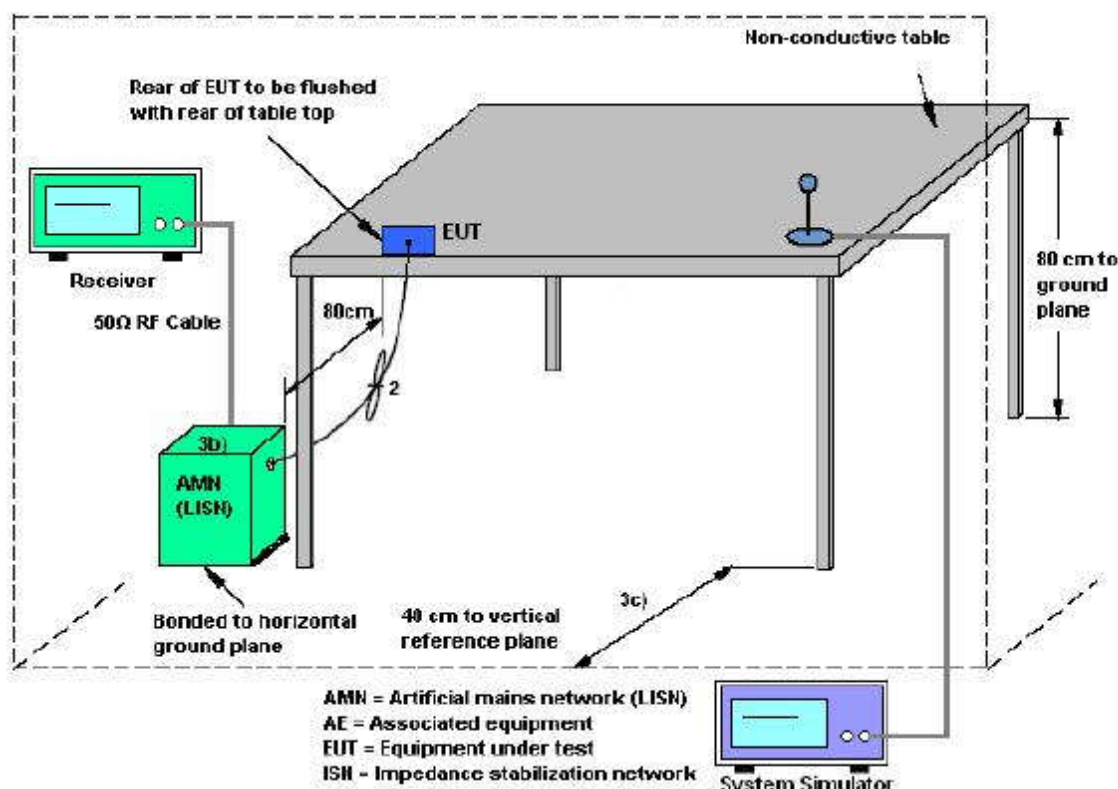 Non-conductive table
Rear of EUT to be flushed
with rear of table top
EUT
Receiver
80 cm to
ground
plane
80cm
50Ω RF Cable
2
3b)
AMN
(LISN)
3c)
Bonded to horizontal
ground plane
40 cm to vertical
reference plane
AMN = Artificial mains network (LISN)
AE = Associated equipment
EUT = Equipment under test
ISN = Impedance stabilization network
System Simulator